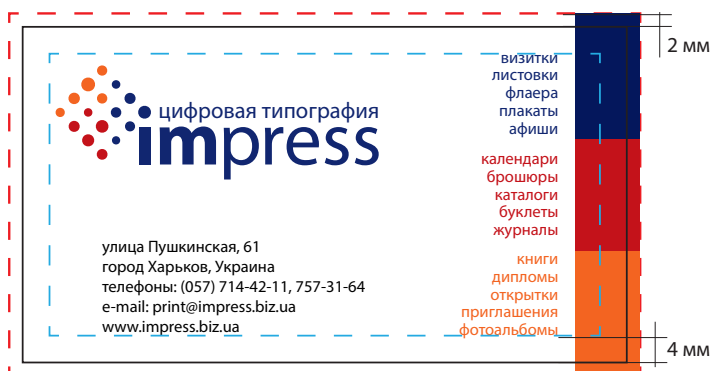 цифровая типография
impress
улица Пушкинская, 61
город Харьков, Украина
телефоны: (057) 714-42-11, 757-31-64
e-mail: print@impress.biz.ua
www.impress.biz.ua
визитки
листовки
флаера
плакаты
афиши
календари
брошюры
каталоги
буклеты
журналы
книги
дипломы
открытки
приглашения
фотоальбомы
2 мм
4 мм